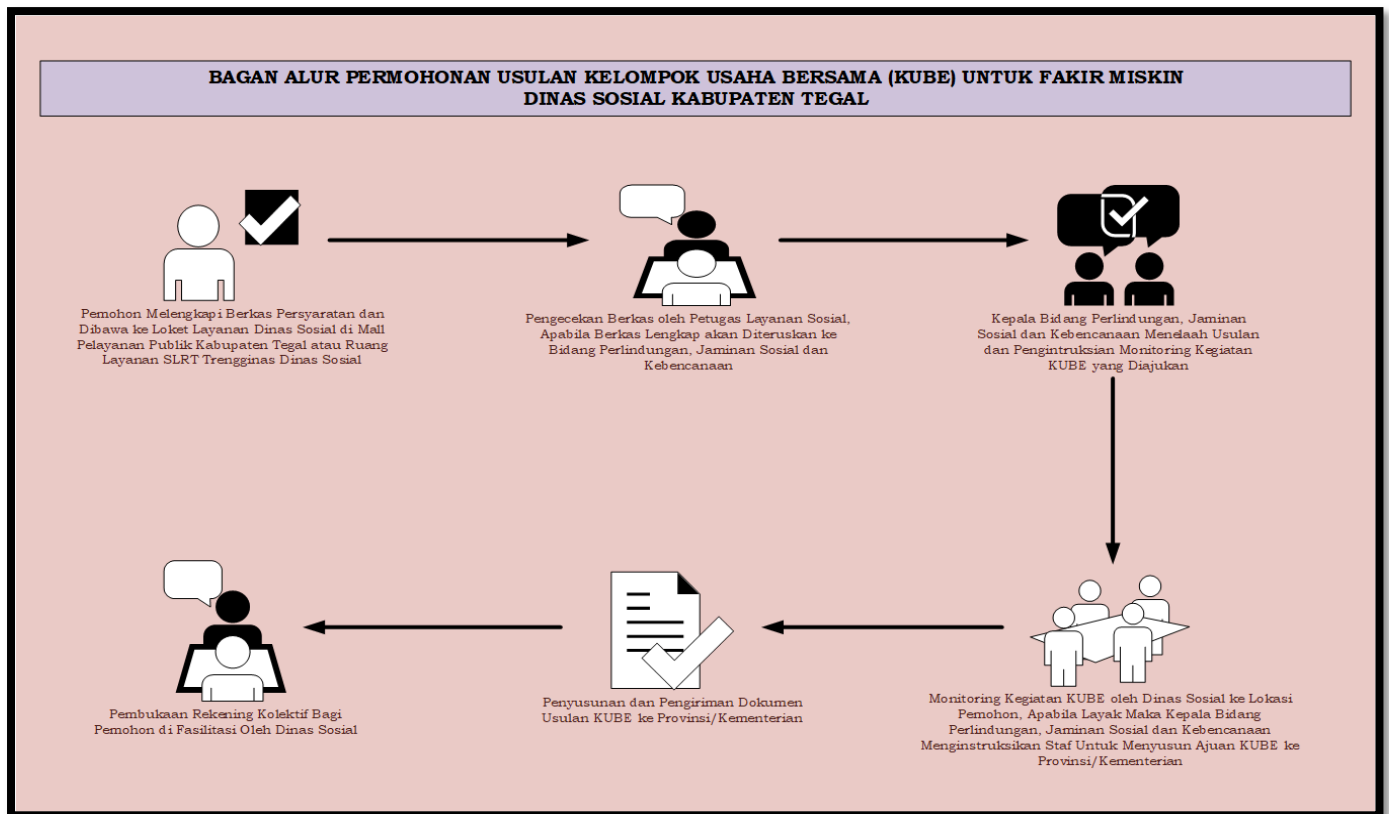 BAGAN ALUR PERMOHONAN USULAN KELOMPOK USAHA BERSAMA (KUBE) UNTUK FAKIR MISKIN
DINAS SOSIAL KABUPATEN TEGAL
Pemohon Melengkapi Berkas Persyaratan dan
Dibawa ke Loket Layanan Dinas Sosial di Mall
Pelayanan Publik Kabupaten Tegal atau Ruang
Layanan SLRT Trengginas Dinas Sosial
Pengecekan Berkas oleh Petugas Layanan Sosial,
Apabila Berkas Lengkap akan Diteruskan ke
Bidang Perlindungan, Jaminan Sosial dan
Kebencanaan
Kepala Bidang Perlindungan, Jaminan
Sosial dan Kebencanaan Menelaah Usulan
dan Pengintruksian Monitoring Kegiatan
KUBE yang Diajukan
Monitoring Kegiatan KUBE oleh Dinas Sosial ke Lokasi
Pemohon, Apabila Layak Maka Kepala Bidang
Perlindungan, Jaminan Sosial dan Kebencanaan
Menginstruksikan Staf Untuk Menyusun Ajuan KUBE ke
Provinsi/Kementerian
Penyusunan dan Pengiriman Dokumen
Usulan KUBE ke Provinsi/Kementerian
Pembukaan Rekening Kolektif Bagi
Pemohon di Fasilitasi Oleh Dinas Sosial